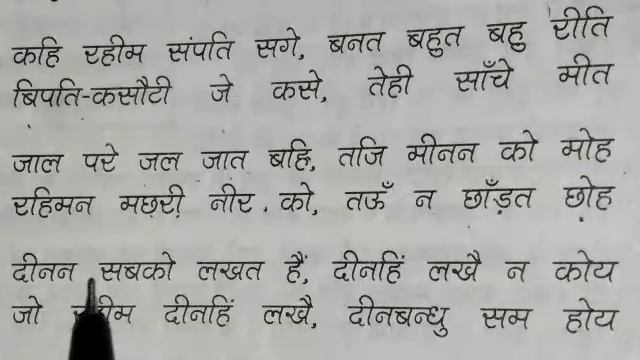 कहि रहीम संपति सगे, बनत बहुत बहु रीति
बिपति-कसौटी जे कसे, तेही साँचे मीत
जाल परे जल जात बहि, तजि मीनन को मोह
रहिमन मछरी नीर को, तऊँ न छाँड़त छोह
दीनन सबको लखत हैं, दीनहिं लखै न कोय
जो दीनहिं लखै, दीनबन्धु सम होय